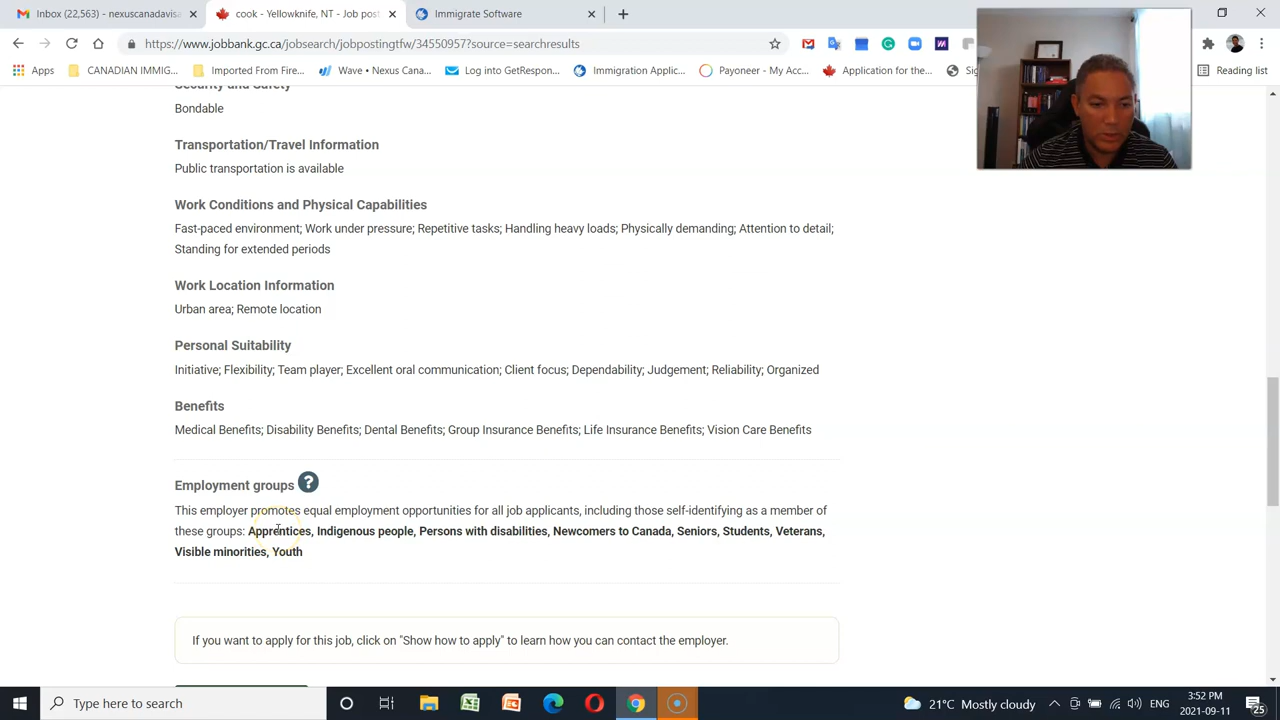 Inbox (22,563) - nexuscanadavisa
cook - Yellowknife, NT - Job post
Immigrate Software
https://www.jobbank.gc.ca/jobsearch/jobpostingtfw/34550957?source=searchresults
Apps
CANADIAN IMMIG...
Imported From Fire...
Wave • Nexus Cana...
Log into GetRespon...
Immigration Applic...
Payoneer - My Acc...
Application for the...
Reading list
Security and Safety
Bondable
Transportation/Travel Information
Public transportation is available
Work Conditions and Physical Capabilities
Fast-paced environment; Work under pressure; Repetitive tasks; Handling heavy loads; Physically demanding; Attention to detail;
Standing for extended periods
Work Location Information
Urban area; Remote location
Personal Suitability
Initiative; Flexibility; Team player; Excellent oral communication; Client focus; Dependability; Judgement; Reliability; Organized
Benefits
Medical Benefits; Disability Benefits; Dental Benefits; Group Insurance Benefits; Life Insurance Benefits; Vision Care Benefits
Employment groups ?
This employer promotes equal employment opportunities for all job applicants, including those self-identifying as a member of
these groups: Apprentices, Indigenous people, Persons with disabilities, Newcomers to Canada, Seniors, Students, Veterans,
Visible minorities, Youth
If you want to apply for this job, click on "Show how to apply" to learn how you can contact the employer.
Type here to search
21°C Mostly cloudy
ENG
3:52 PM
2021-09-11
25